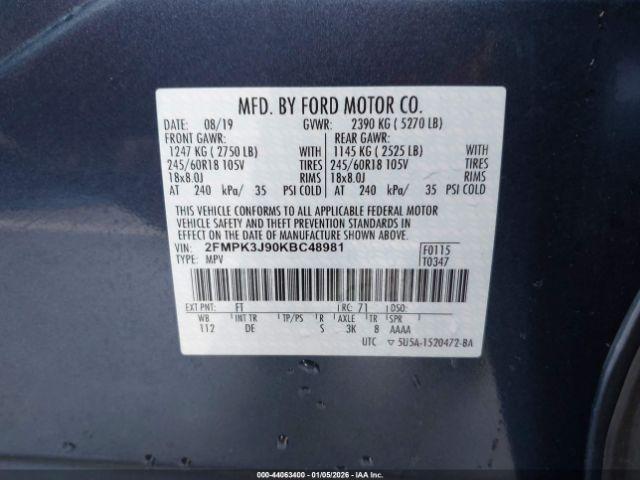 MFD. BY FORD MOTOR CO.
DATE: 08/19 GVWR: 2390 KG ( 5270 LB)
FRONT GAWR: REAR GAWR:
1247 KG ( 2750 LB) WITH 1145 KG ( 2525 LB) WITH
245/60R18 105V TIRES 245/60R18 105V TIRES
18x8.0J RIMS 18x8.0J RIMS
AT 240 kPa/ 35 PSI COLD AT 240 kPa/ 35 PSI COLD
THIS VEHICLE CONFORMS TO ALL APPLICABLE FEDERAL MOTOR
VEHICLE SAFETY AND THEFT PREVENTION STANDARDS IN EFFECT
ON THE DATE OF MANUFACTURE SHOWN ABOVE.
VIN: 2FMPK3J90KBC48981 F0115
TYPE: MPV T0347
EXT PNT: FT RC: 71 DSO:
WB INT TR TP/PS R AXLE TR SPR
112 DE S 3K 8 AAAA
UTC ▽ 5U5A-1520472-BA
000 - 44063400 - 01/05/2026 - IAAI.com